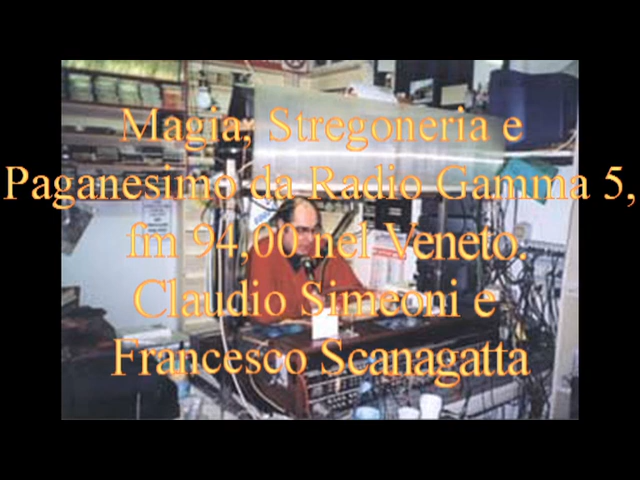 Magia, Stregoneria e
Paganesimo da Radio Gamma 5,
fm 94,00 nel Veneto.
Claudio Simeoni e
Francesco Scanagatta